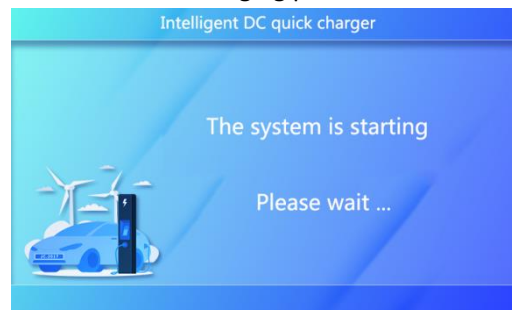 Intelligent DC quick charger
The system is starting
Please wait ...